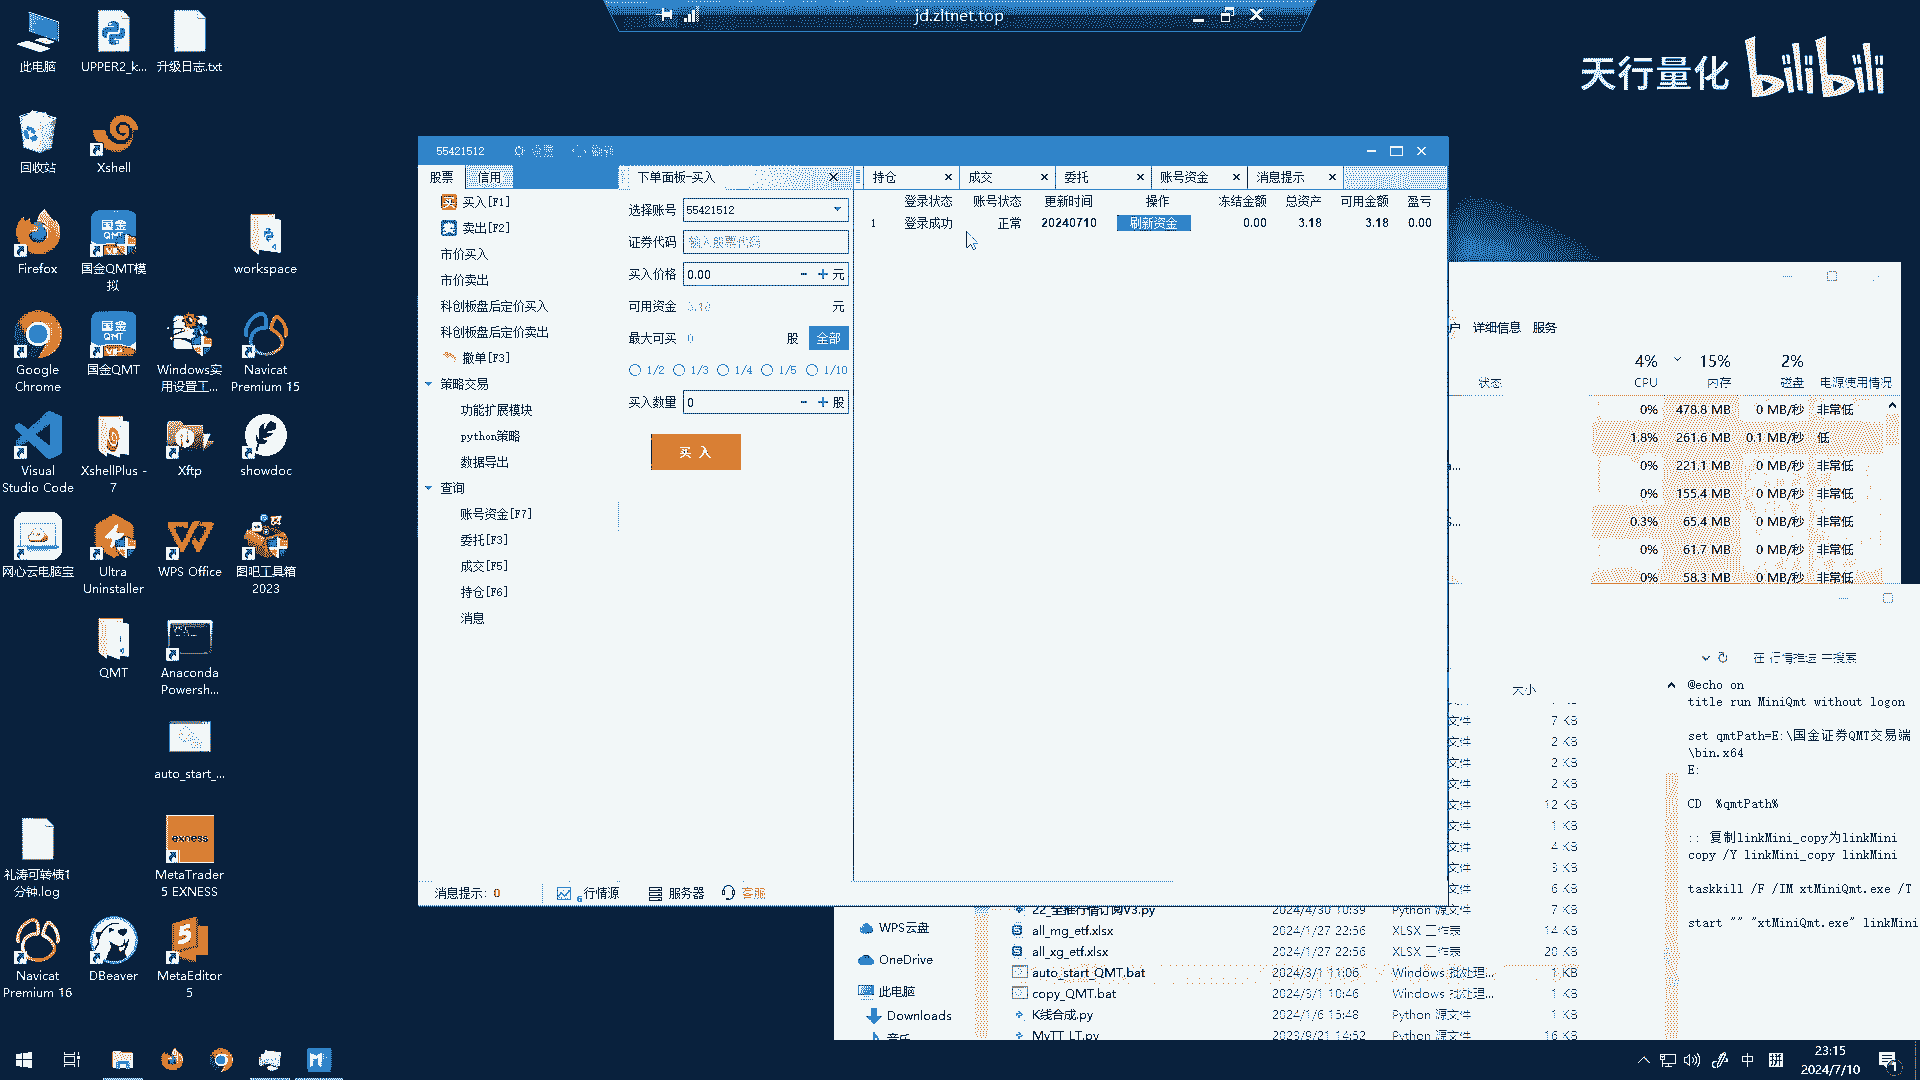 jd.zltnet.top
天行量化 bilibili
此电脑
UPPER2_k...
升级日志.txt
回收站
Xshell
Firefox
国金QMT模拟
workspace
Google Chrome
国金QMT
Windows实用设置工...
Navicat Premium 15
Visual Studio Code
XshellPlus - 7
Xftp
showdoc
网心云电脑宝
Ultra Uninstaller
WPS Office
图吧工具箱 2023
QMT
Anaconda Powersh...
auto_start_...
礼涛可转债1分钟.log
MetaTrader 5 EXNESS
Navicat Premium 16
DBeaver
MetaEditor 5
55421512
股票 信用
买入[F1]
卖出[F2]
市价买入
市价卖出
科创板盘后定价买入
科创板盘后定价卖出
撤单[F3]
策略交易
功能扩展模块
python策略
数据导出
查询
账号资金[F7]
委托[F3]
成交[F5]
持仓[F6]
消息
下单面板-买入
选择账号 55421512
证券代码 输入股票代码
买入价格 0.00 - + 元
可用资金 3.18 元
最大可买 0 股 全部
1/2 1/3 1/4 1/5 1/10
买入数量 0 - + 股
买 入
持仓 成交 委托 账号资金 消息提示
登录状态 账号状态 更新时间 操作 冻结金额 总资产 可用金额 盈亏
1 登录成功 正常 20240710 刷新资金 0.00 3.18 3.18 0.00
消息提示: 0 行情源 服务器 客服
户 详细信息 服务
4% 15% 2%
状态 CPU 内存 磁盘 电源使用情况
0% 478.8 MB 0 MB/秒 非常低
1.8% 261.6 MB 0.1 MB/秒 低
0% 221.1 MB 0 MB/秒 非常低
0% 155.4 MB 0 MB/秒 非常低
0.3% 65.4 MB 0 MB/秒 非常低
0% 61.7 MB 0 MB/秒 非常低
0% 58.3 MB 0 MB/秒 非常低
在 行情推送 中搜索
大小
文件 7 KB
文件 2 KB
文件 2 KB
文件 2 KB
文件 12 KB
文件 1 KB
文件 4 KB
文件 5 KB
文件 6 KB
22_全推行情订阅V3.py 2024/4/30 10:39 Python 源文件 7 KB
all_mg_etf.xlsx 2024/1/27 22:56 XLSX 工作表 14 KB
all_xg_etf.xlsx 2024/1/27 22:56 XLSX 工作表 20 KB
auto_start_QMT.bat 2024/3/1 11:06 Windows 批处理... 1 KB
copy_QMT.bat 2024/3/1 10:46 Windows 批处理... 1 KB
K线合成.py 2024/1/6 15:48 Python 源文件 1 KB
MyTT_LT.py 2023/9/21 14:52 Python 源文件 16 KB
WPS云盘
OneDrive
此电脑
Downloads
音乐
@echo on
title run MiniQmt without logon
set qmtPath=E:\国金证券QMT交易端
\bin.x64
E:
CD %qmtPath%
:: 复制linkMini_copy为linkMini
copy /Y linkMini_copy linkMini
taskkill /F /IM xtMiniQmt.exe /T
start "" "xtMiniQmt.exe" linkMini
中 拼
23:15
2024/7/10